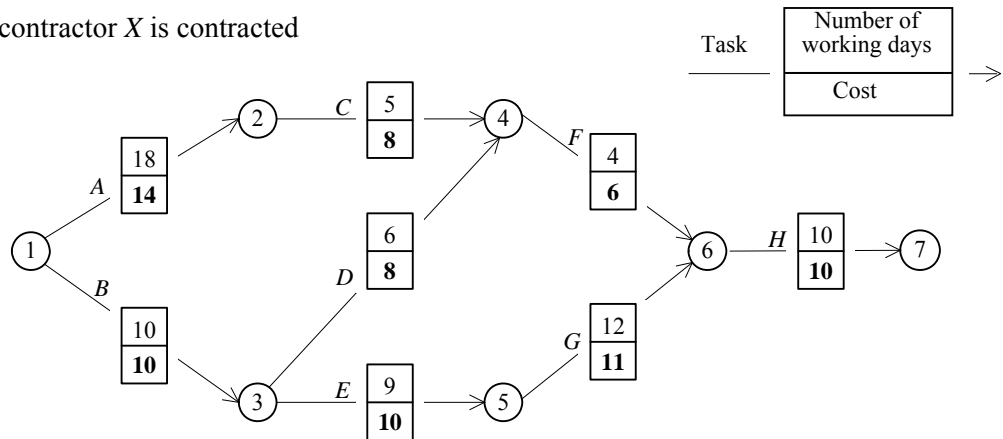 contractor X is contracted
Task
Number of
working days
Cost
1
A
18
14
2
C
5
8
4
F
4
6
B
10
10
3
D
6
8
E
9
10
5
G
12
11
6
H
10
10
7